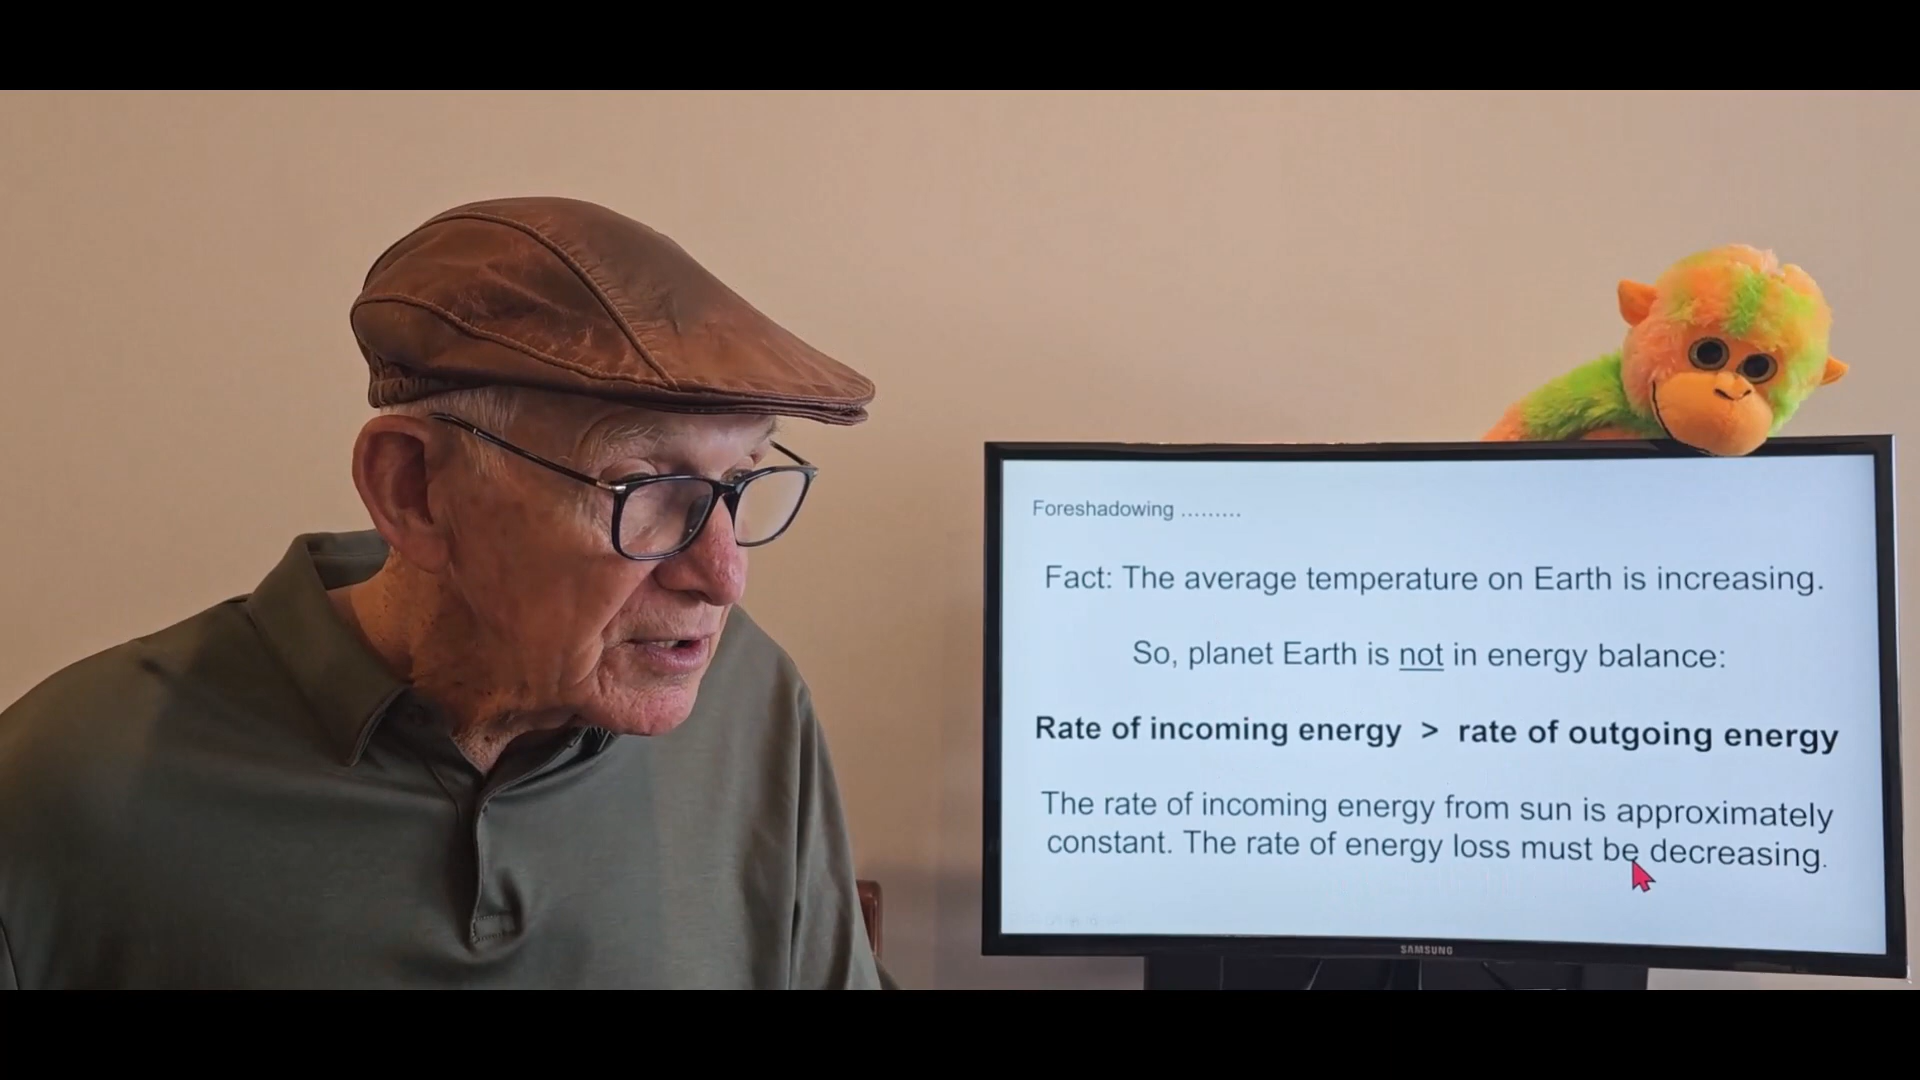 Foreshadowing .........
Fact: The average temperature on Earth is increasing.
So, planet Earth is not in energy balance:
Rate of incoming energy > rate of outgoing energy
The rate of incoming energy from sun is approximately
constant. The rate of energy loss must be decreasing.
SAMSUNG